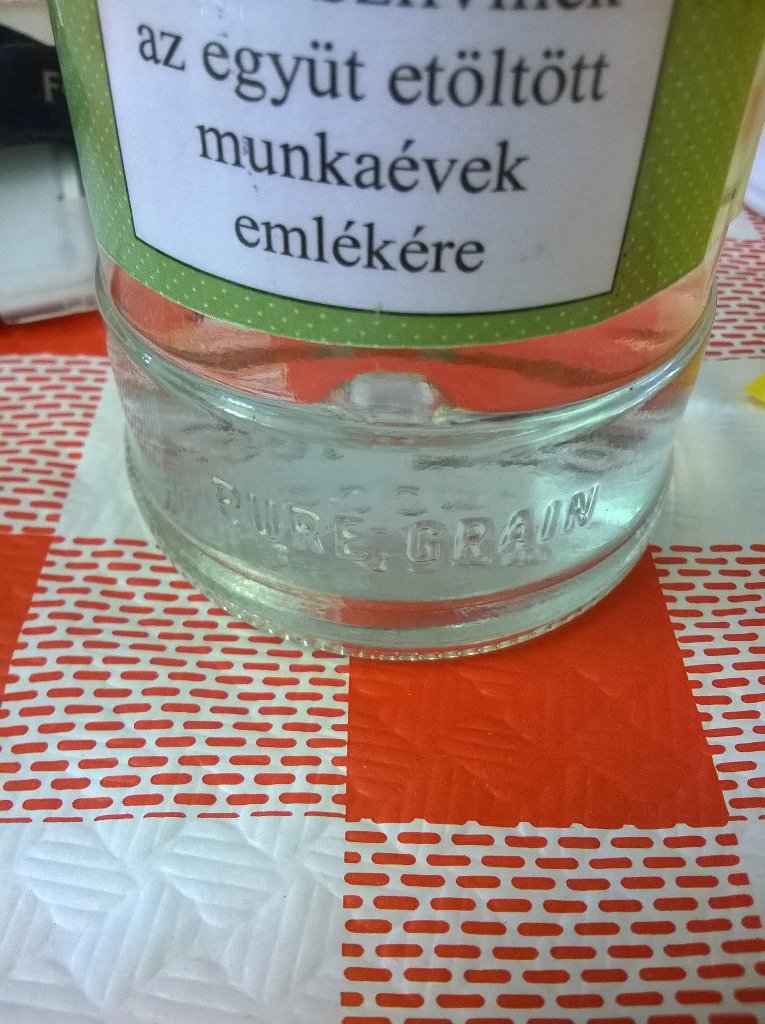 az együt etöltött
munkaévek
emlékére
PURE GRAIN